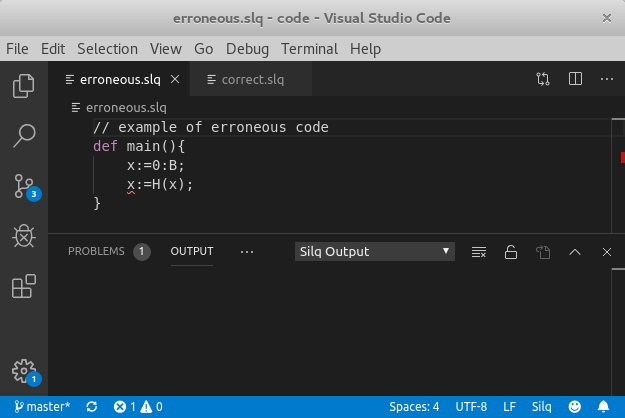 erroneous.slq - code - Visual Studio Code
File Edit Selection View Go Debug Terminal Help
erroneous.slq correct.slq
erroneous.slq
// example of erroneous code
def main(){
x:=0:B;
x:=H(x);
}
3
PROBLEMS 1 OUTPUT Silq Output
1
master* 1 0 Spaces: 4 UTF-8 LF Silq